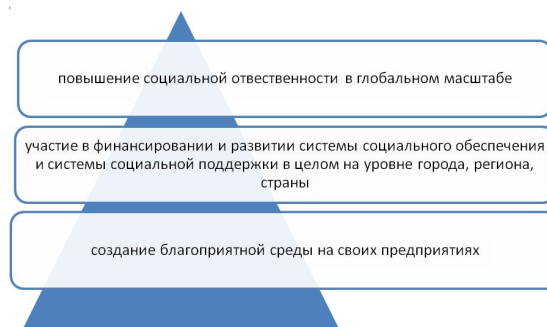 повышение социальной отвественности в глобальном масштабе
участие в финансировании и развитии системы социального обеспечения
и системы социальной поддержки в целом на уровне города, региона,
страны
создание благоприятной среды на своих предприятиях